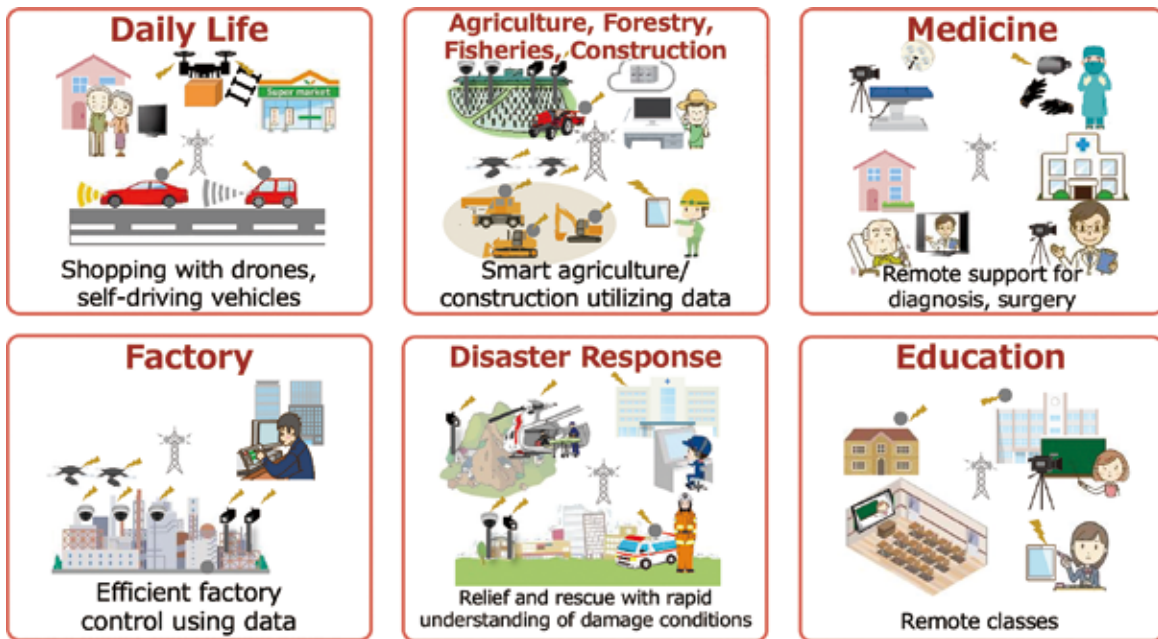 Daily Life
Super market
Shopping with drones,
self-driving vehicles
Agriculture, Forestry,
Fisheries, Construction
Smart agriculture/
construction utilizing data
Medicine
Remote support for
diagnosis, surgery
Factory
Efficient factory
control using data
Disaster Response
Relief and rescue with rapid
understanding of damage conditions
Education
Remote classes